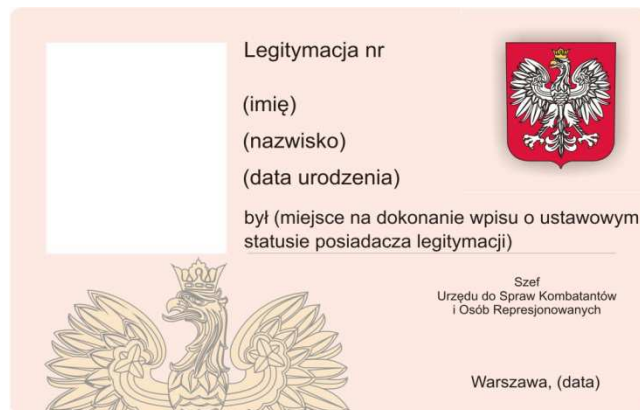 Legitymacja nr
(imię)
(nazwisko)
(data urodzenia)
był (miejsce na dokonanie wpisu o ustawowym
statusie posiadacza legitymacji)
Szef
Urzędu do Spraw Kombatantów
i Osób Represjonowanych
Warszawa, (data)